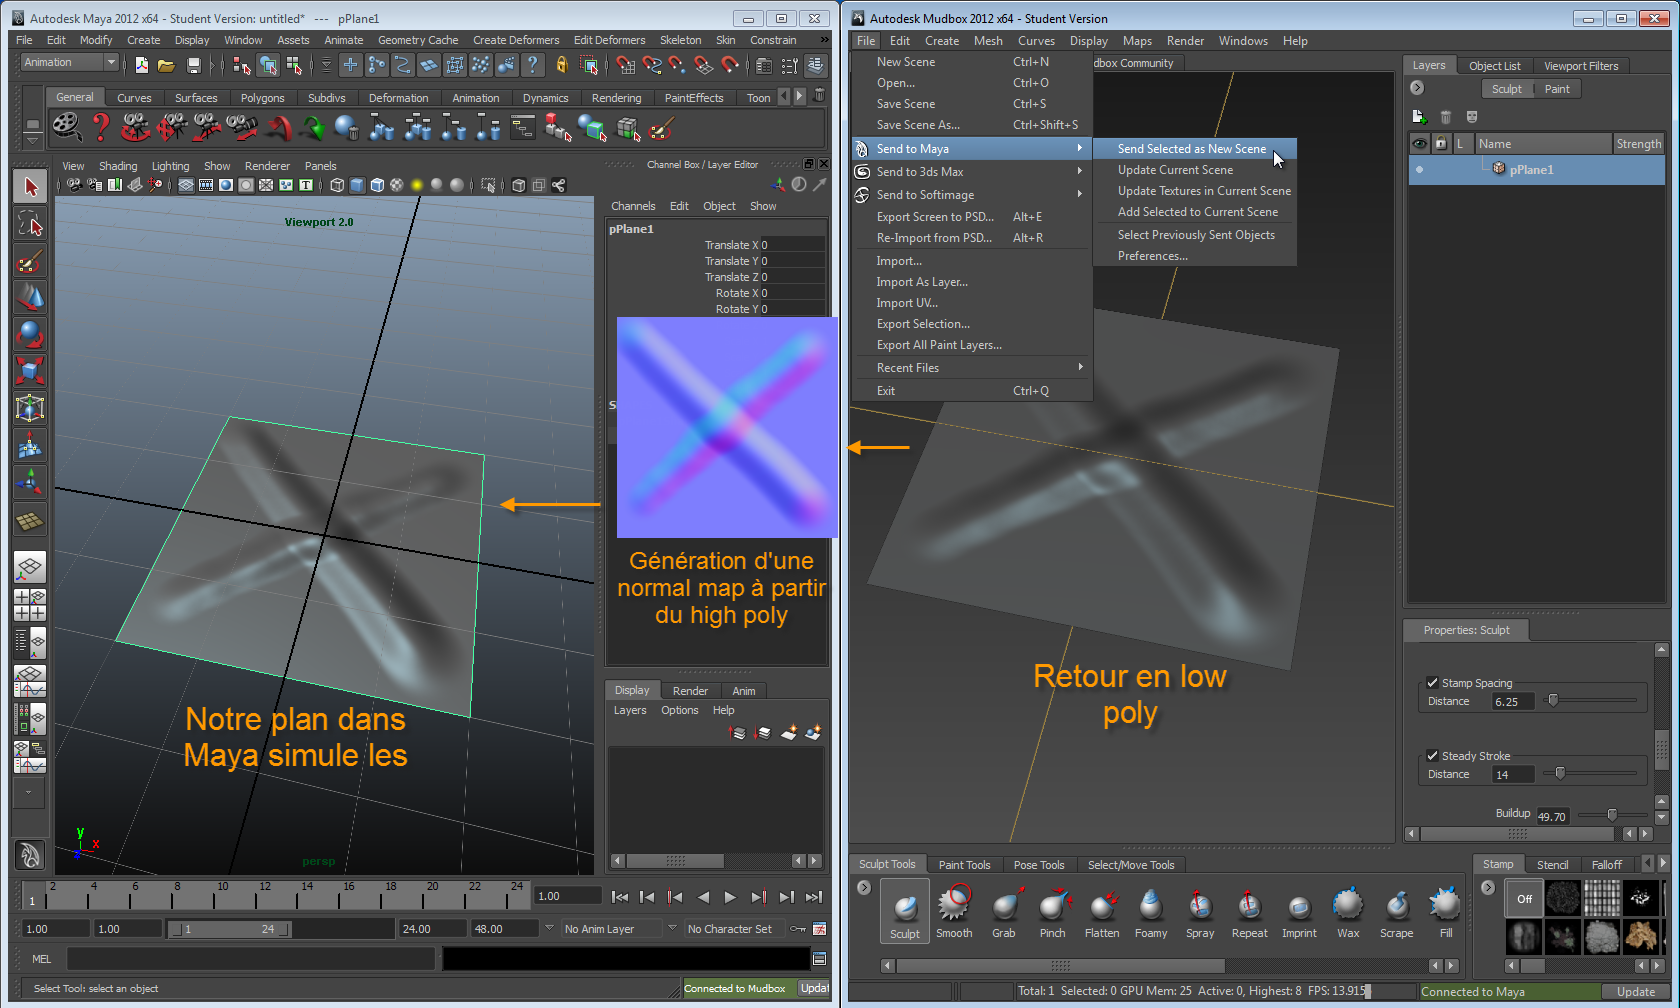 Autodesk Maya 2012 x64 - Student Version: untitled*   ---   pPlane1
File Edit Modify Create Display Window Assets Animate Geometry Cache Create Deformers Edit Deformers Skeleton Skin Constrain »
Animation
General Curves Surfaces Polygons Subdivs Deformation Animation Dynamics Rendering PaintEffects Toon
View Shading Lighting Show Renderer Panels
Viewport 2.0
Channel Box / Layer Editor
Channels Edit Object Show
pPlane1
Translate X 0
Translate Y 0
Translate Z 0
Rotate X 0
Rotate Y 0
S
Génération d'une
normal map à partir
du high poly
Notre plan dans
Maya simule les
y
x
z
persp
Display Render Anim
Layers Options Help
2 4 6 8 10 12 14 16 18 20 22 24
1
1.00
1.00 1.00 1 24 24.00 48.00 No Anim Layer No Character Set
MEL
Select Tool: select an object
Connected to Mudbox Updat
Autodesk Mudbox 2012 x64 - Student Version
File Edit Create Mesh Curves Display Maps Render Windows Help
dbox Community
New Scene Ctrl+N
Open... Ctrl+O
Save Scene Ctrl+S
Save Scene As... Ctrl+Shift+S
Send to Maya
Send to 3ds Max
Send to Softimage
Export Screen to PSD... Alt+E
Re-Import from PSD... Alt+R
Import...
Import As Layer...
Import UV...
Export Selection...
Export All Paint Layers...
Recent Files
Exit Ctrl+Q
Send Selected as New Scene
Update Current Scene
Update Textures in Current Scene
Add Selected to Current Scene
Select Previously Sent Objects
Preferences...
Retour en low
poly
Layers Object List Viewport Filters
Sculpt Paint
L Name Strength
pPlane1
Properties: Sculpt
Stamp Spacing
Distance 6.25
Steady Stroke
Distance 14
Buildup 49.70
Sculpt Tools Paint Tools Pose Tools Select/Move Tools
Sculpt Smooth Grab Pinch Flatten Foamy Spray Repeat Imprint Wax Scrape Fill
Stamp Stencil Falloff
Off
Total: 1 Selected: 0 GPU Mem: 25 Active: 0, Highest: 8 FPS: 13.915
Connected to Maya Update